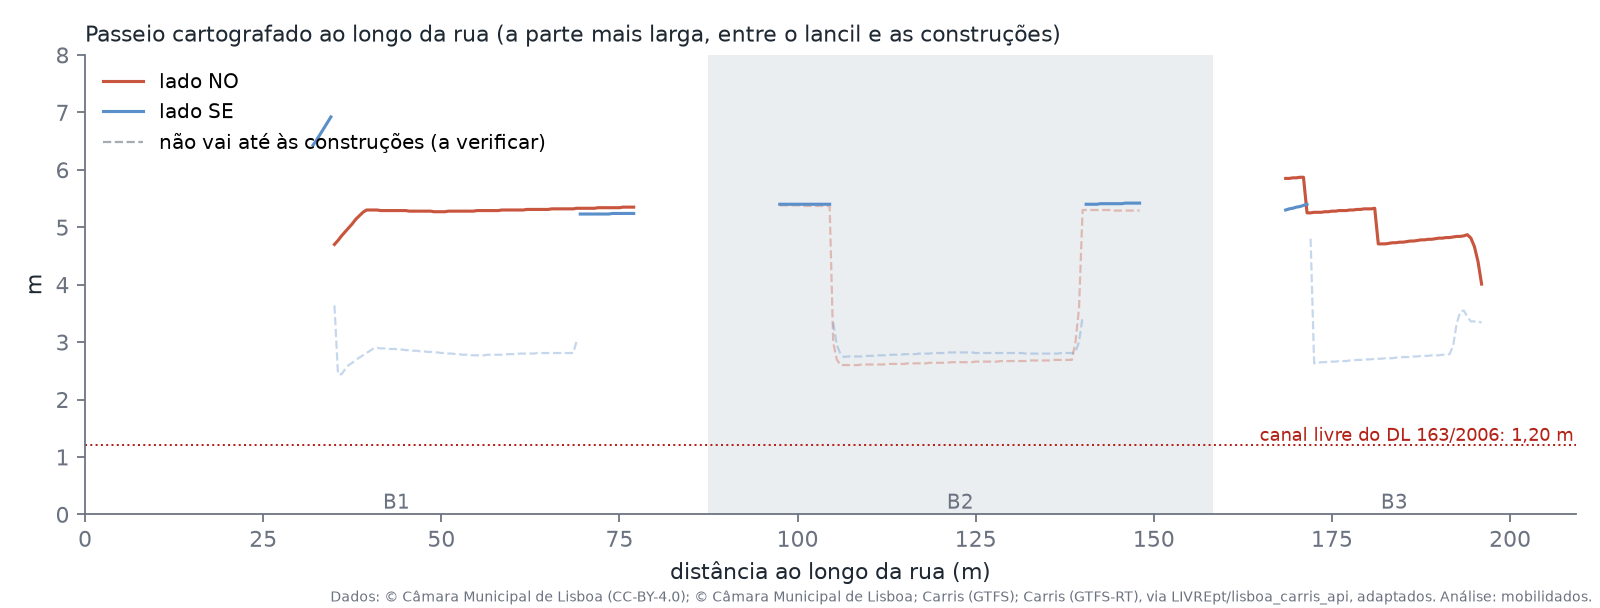 Passeio cartografado ao longo da rua (a parte mais larga, entre o lancil e as construções)
8
7
6
5
4
3
2
1
0
m
lado NO
lado SE
não vai até às construções (a verificar)
canal livre do DL 163/2006: 1,20 m
B1
B2
B3
0
25
50
75
100
125
150
175
200
distância ao longo da rua (m)
Dados: © Câmara Municipal de Lisboa (CC-BY-4.0); © Câmara Municipal de Lisboa; Carris (GTFS); Carris (GTFS-RT), via LIVREpt/lisboa_carris_api, adaptados. Análise: mobilidados.